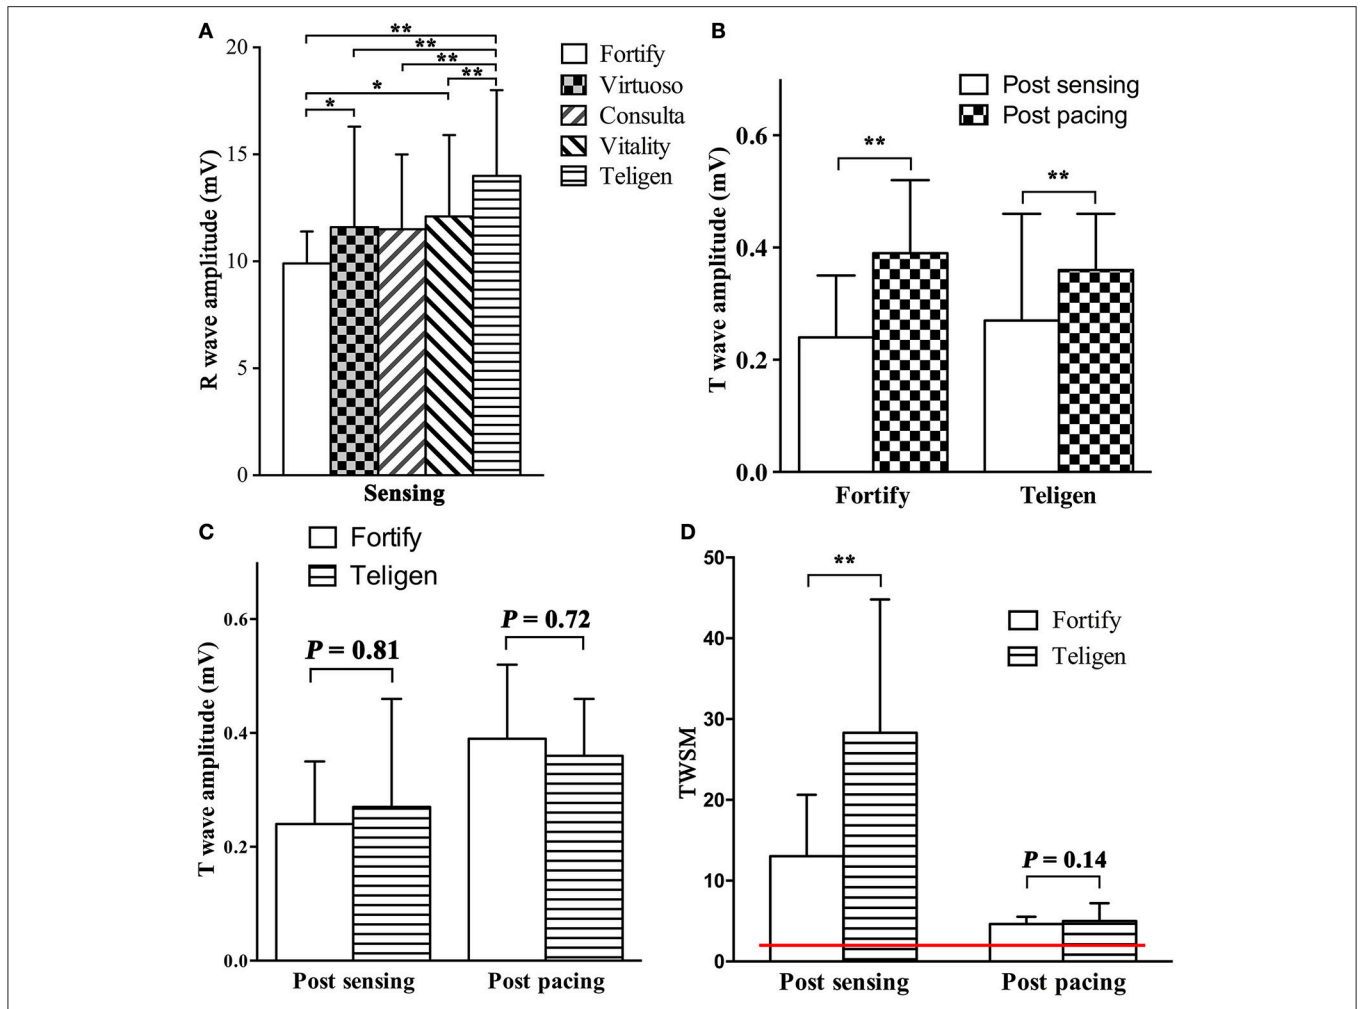 A
**
**
**
**
*
*
20
15
10
5
0
R wave amplitude (mV)
Sensing
Fortify
Virtuoso
Consulta
Vitality
Teligen
B
Post sensing
Post pacing
**
**
0.6
0.4
0.2
0.0
T wave amplitude (mV)
Fortify
Teligen
C
Fortify
Teligen
P = 0.81
P = 0.72
0.6
0.4
0.2
0.0
T wave amplitude (mV)
Post sensing
Post pacing
D
**
P = 0.14
50
40
30
20
10
0
TWSM
Fortify
Teligen
Post sensing
Post pacing